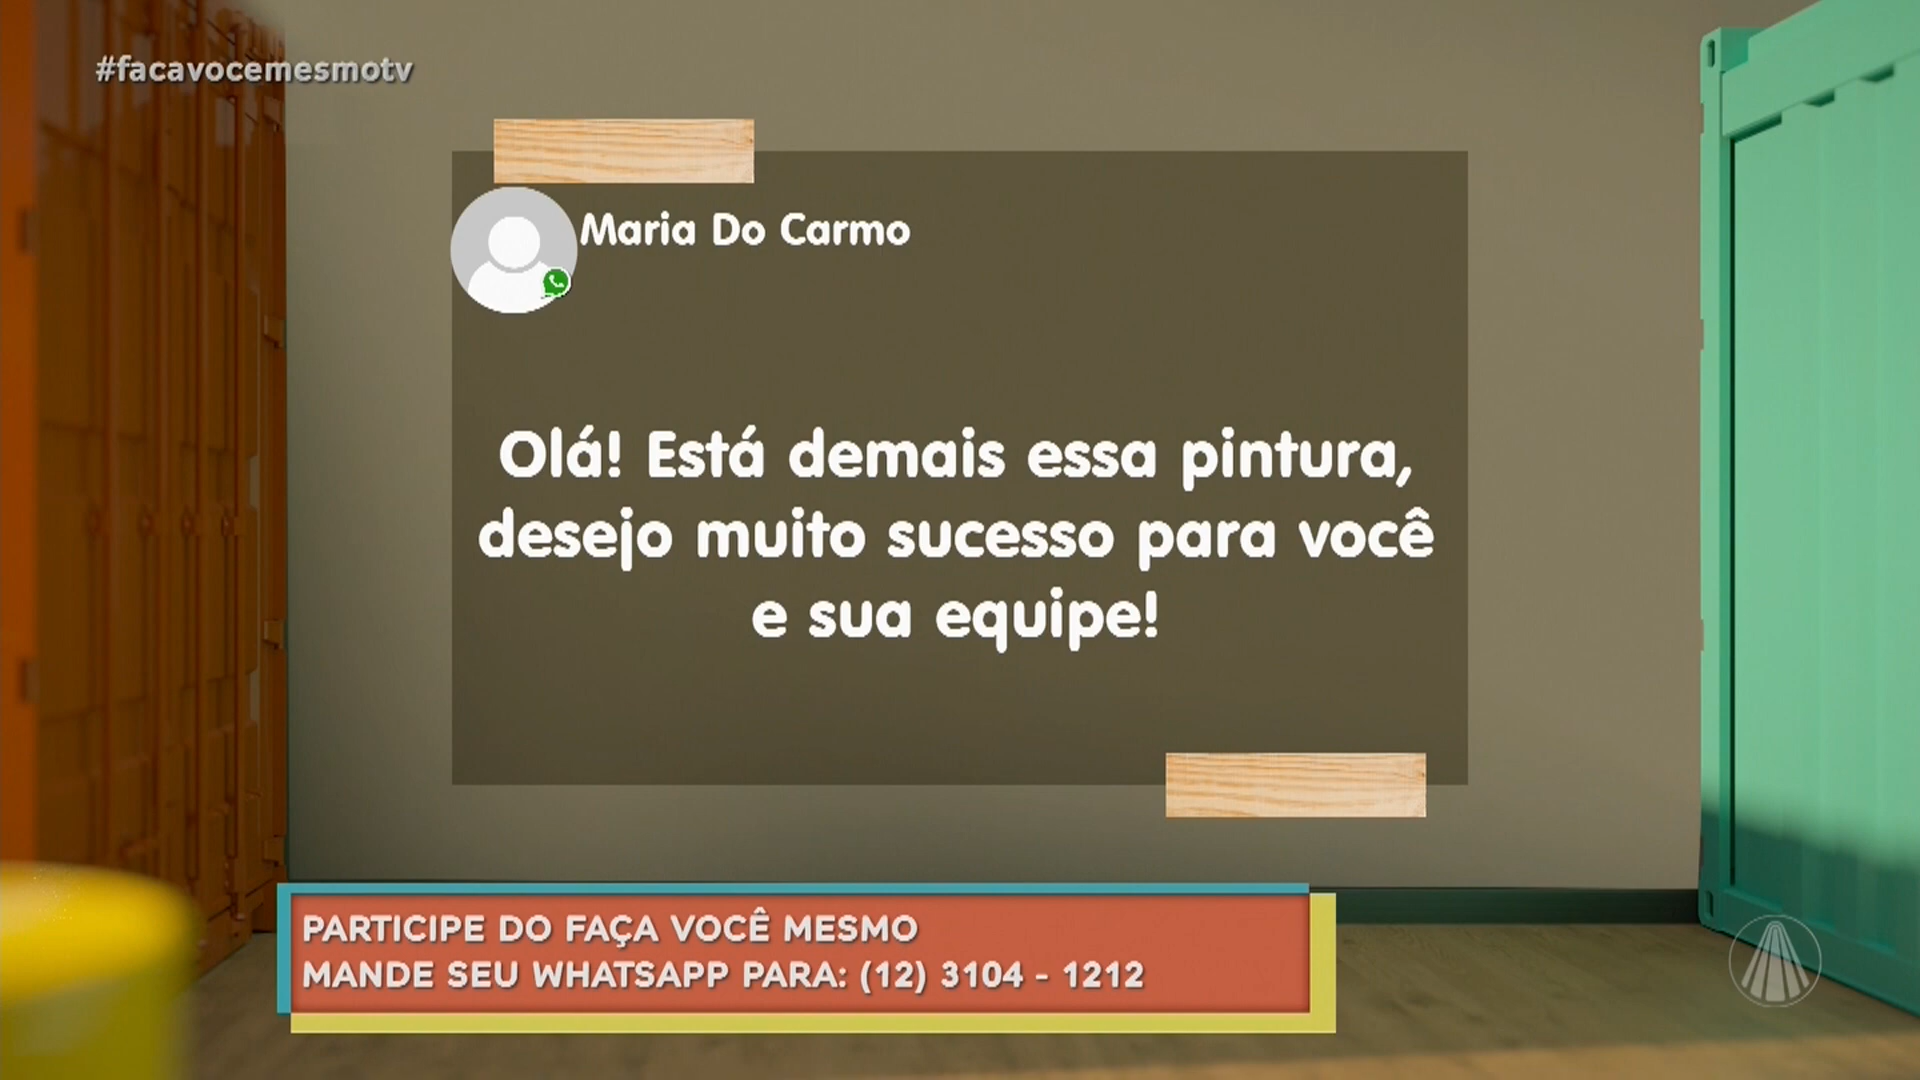 #facavocemesmotv
Maria Do Carmo
Olá! Está demais essa pintura,
desejo muito sucesso para você
e sua equipe!
PARTICIPE DO FAÇA VOCÊ MESMO
MANDE SEU WHATSAPP PARA: (12) 3104 - 1212